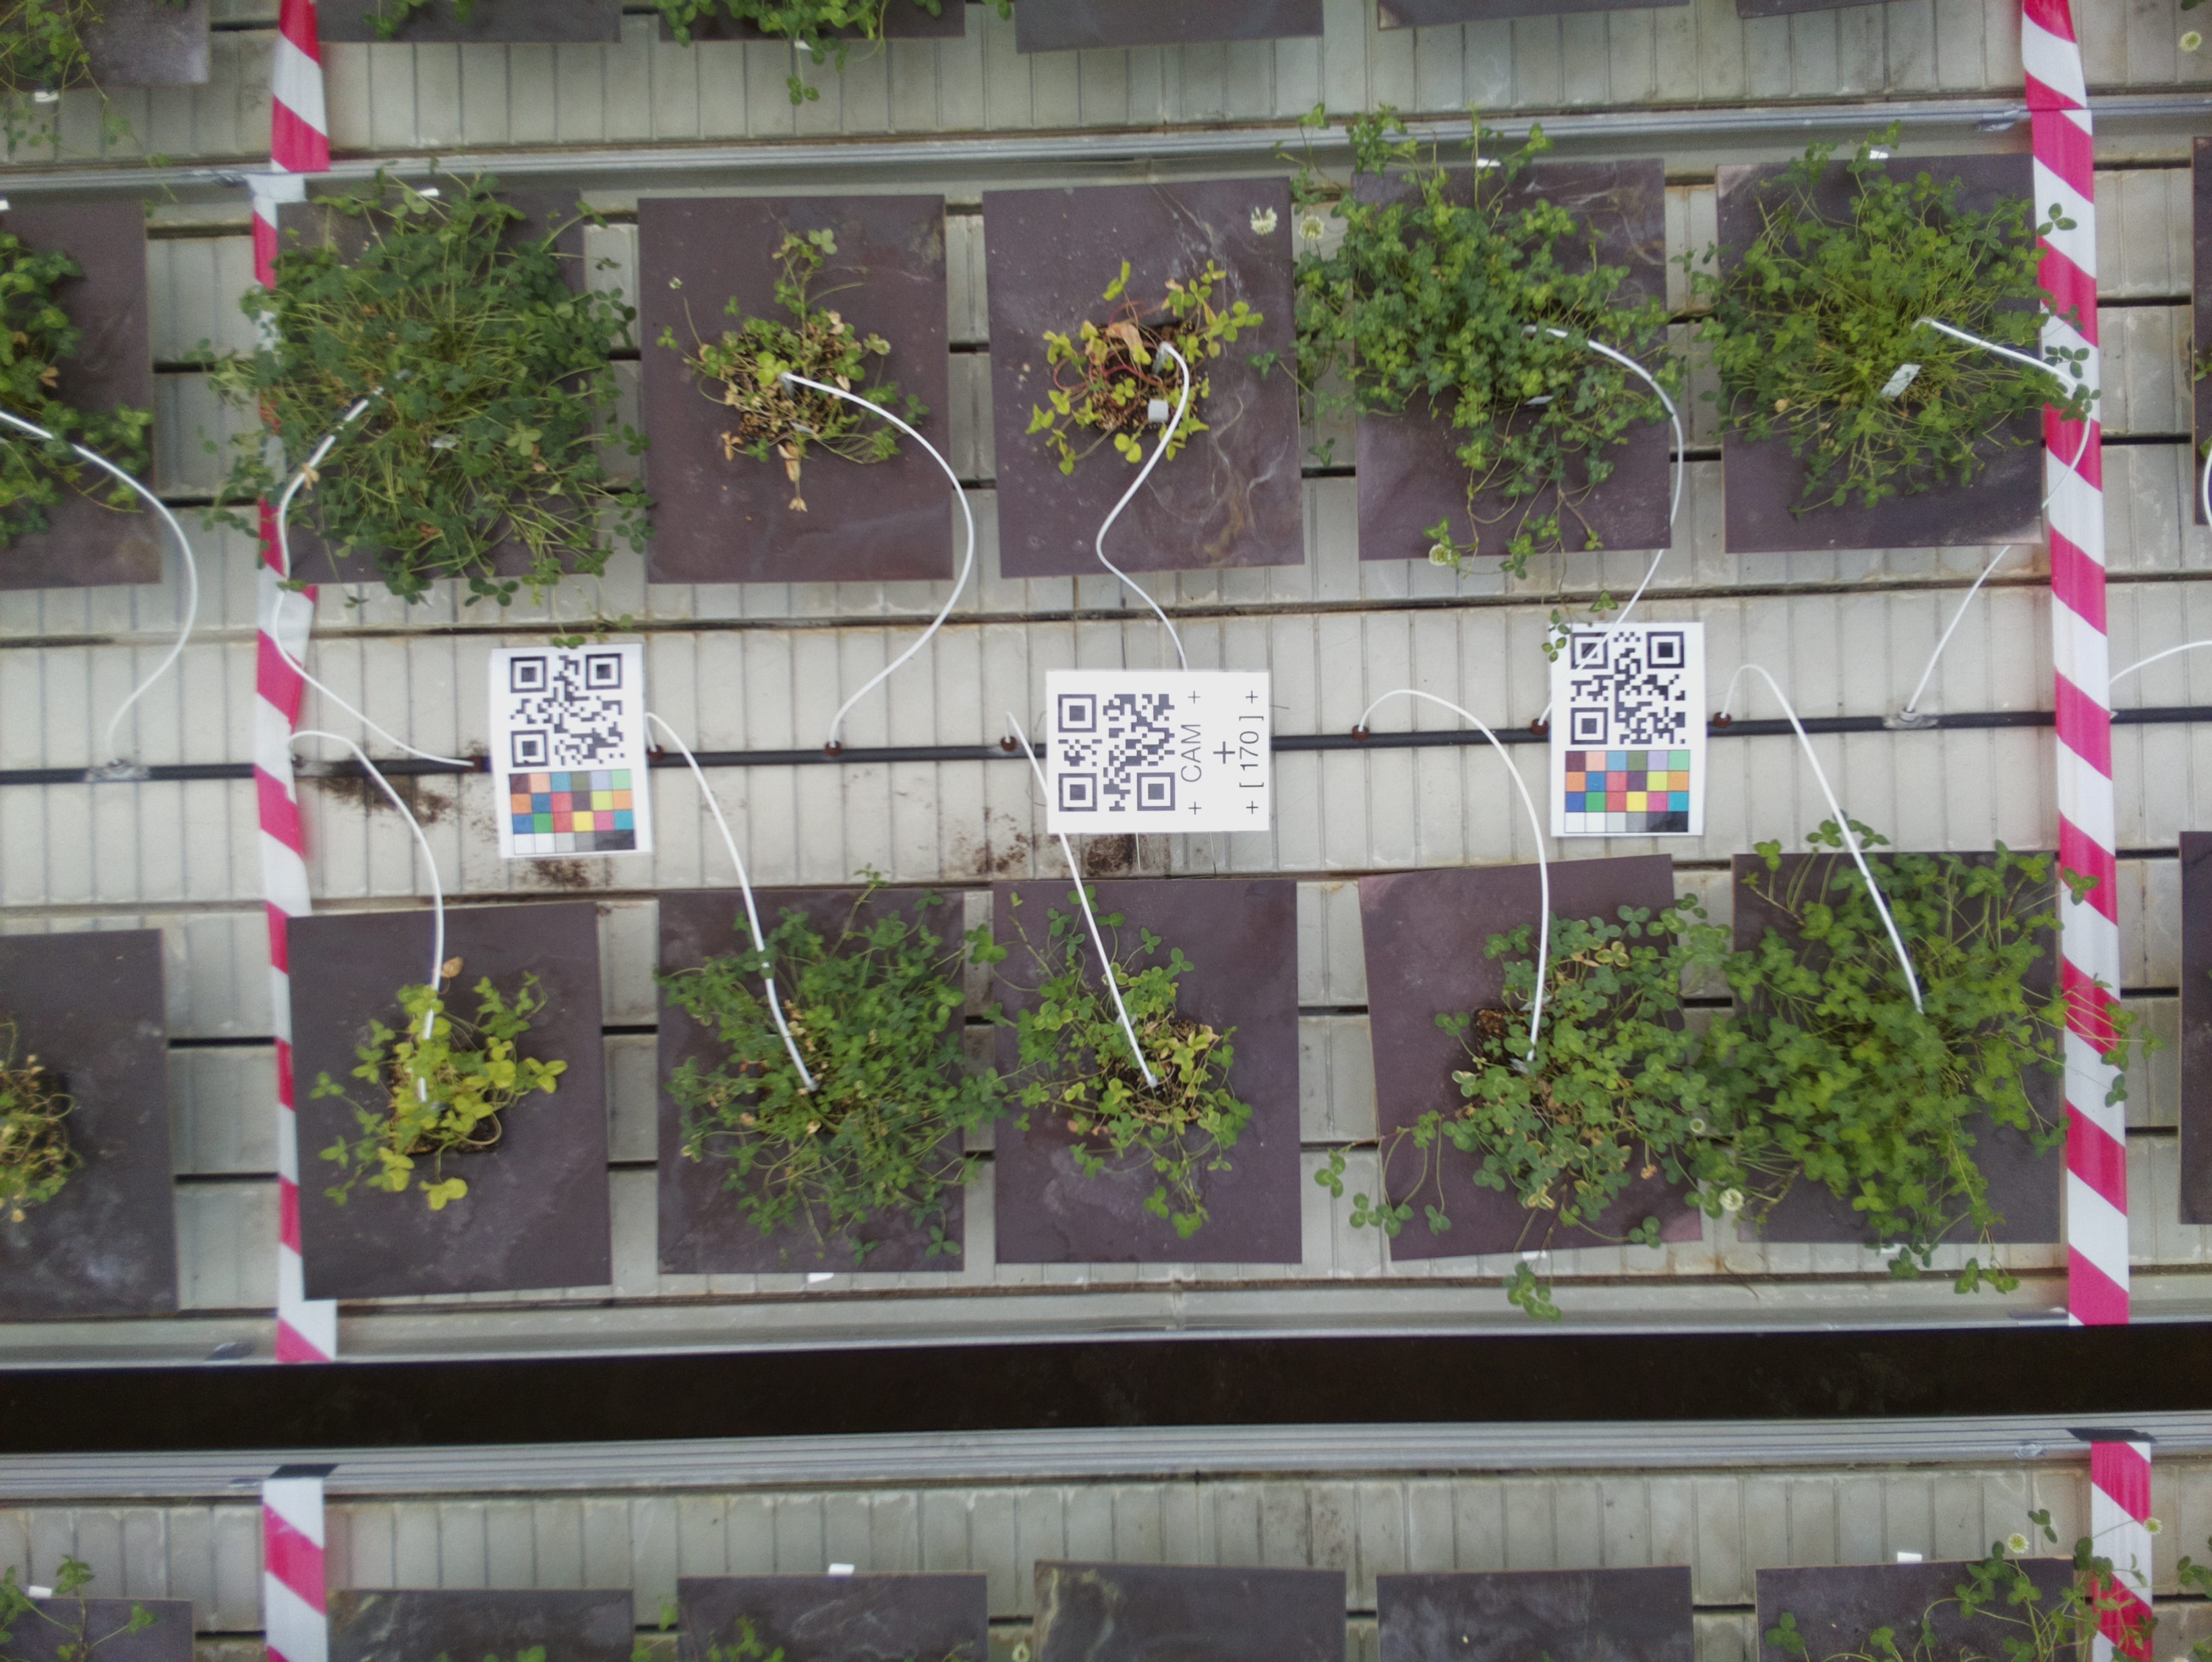 + CAM +
+
+ [ 170 ] +